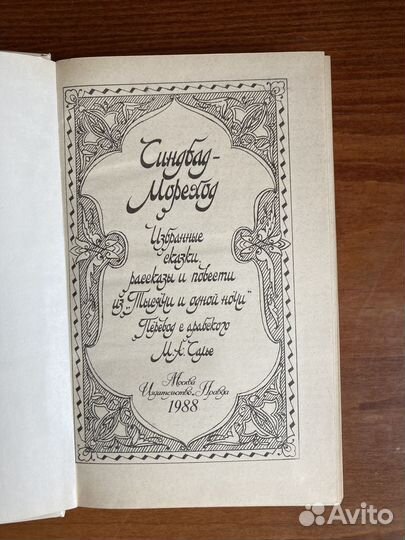 Синдбад-
Мореход
Избранные
сказки,
рассказы и повести
из „Тысячи и одной ночи“
Перевод с арабского
М.А. Салье
Москва
Издательство „Правда“
1988
Avito